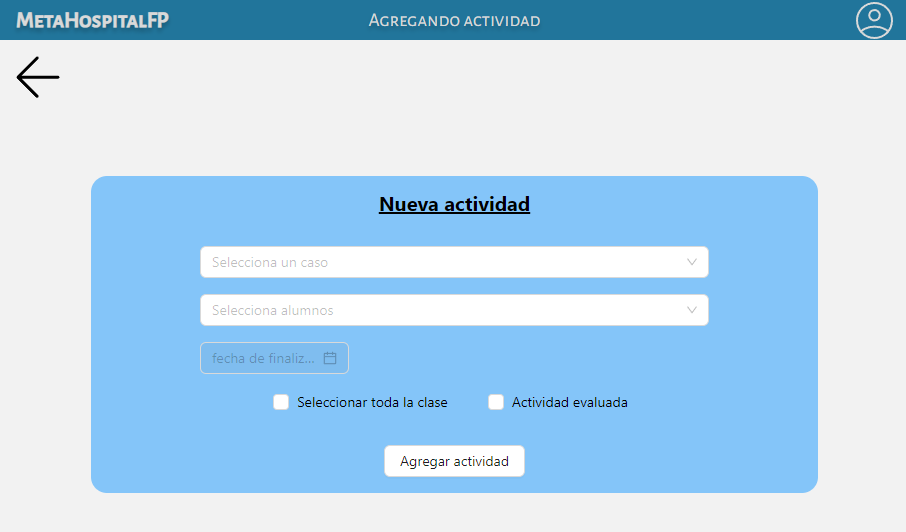 MetaHospitalFP
Agregando actividad
Nueva actividad
Selecciona un caso
Selecciona alumnos
fecha de finaliz...
Seleccionar toda la clase
Actividad evaluada
Agregar actividad